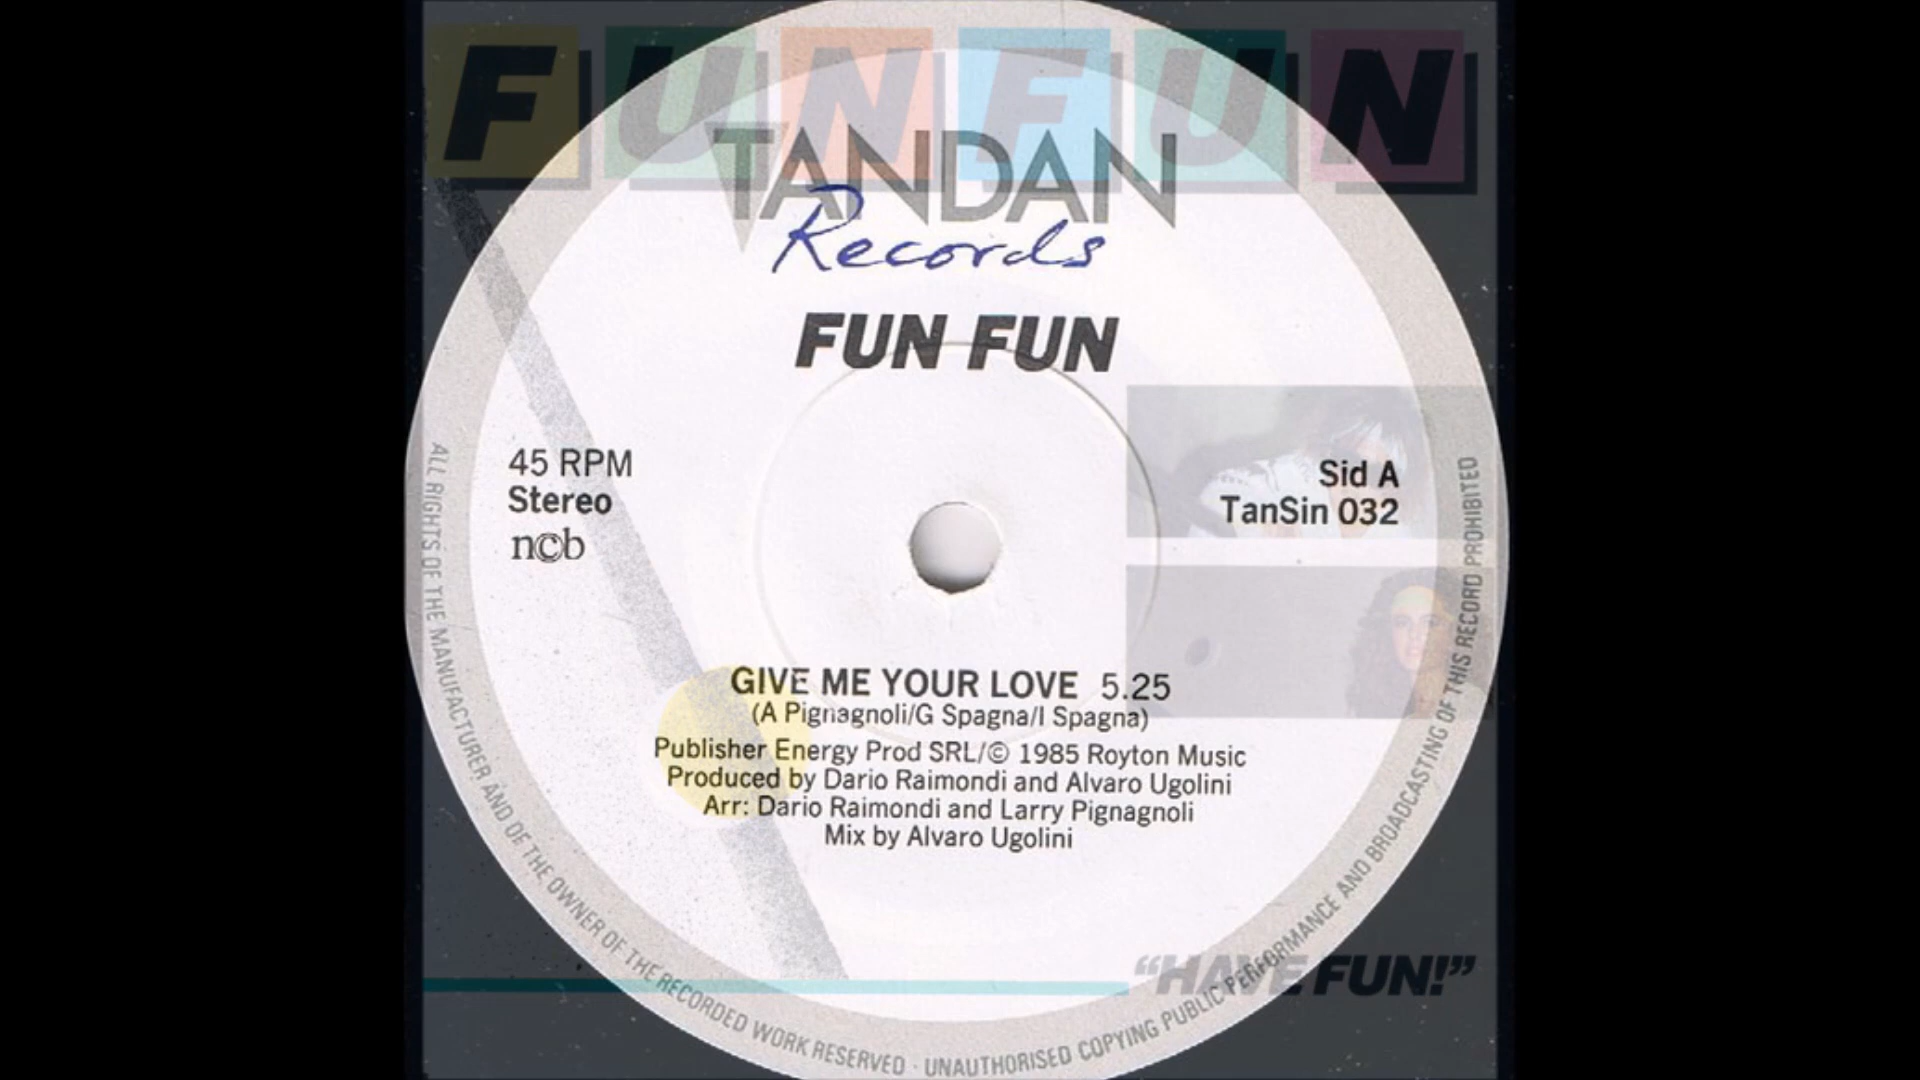 FUN FUN
TANDAN
Records
FUN FUN
45 RPM
Stereo
n©b
Sid A
TanSin 032
GIVE ME YOUR LOVE 5.25
(A Pignagnoli/G Spagna/I Spagna)
Publisher Energy Prod SRL/© 1985 Royton Music
Produced by Dario Raimondi and Alvaro Ugolini
Arr: Dario Raimondi and Larry Pignagnoli
Mix by Alvaro Ugolini
"HAVE FUN!"
ALL RIGHTS OF THE MANUFACTURER AND OF THE OWNER OF THE RECORDED WORK RESERVED · UNAUTHORISED COPYING PUBLIC PERFORMANCE AND BROADCASTING OF THIS RECORD PROHIBITED